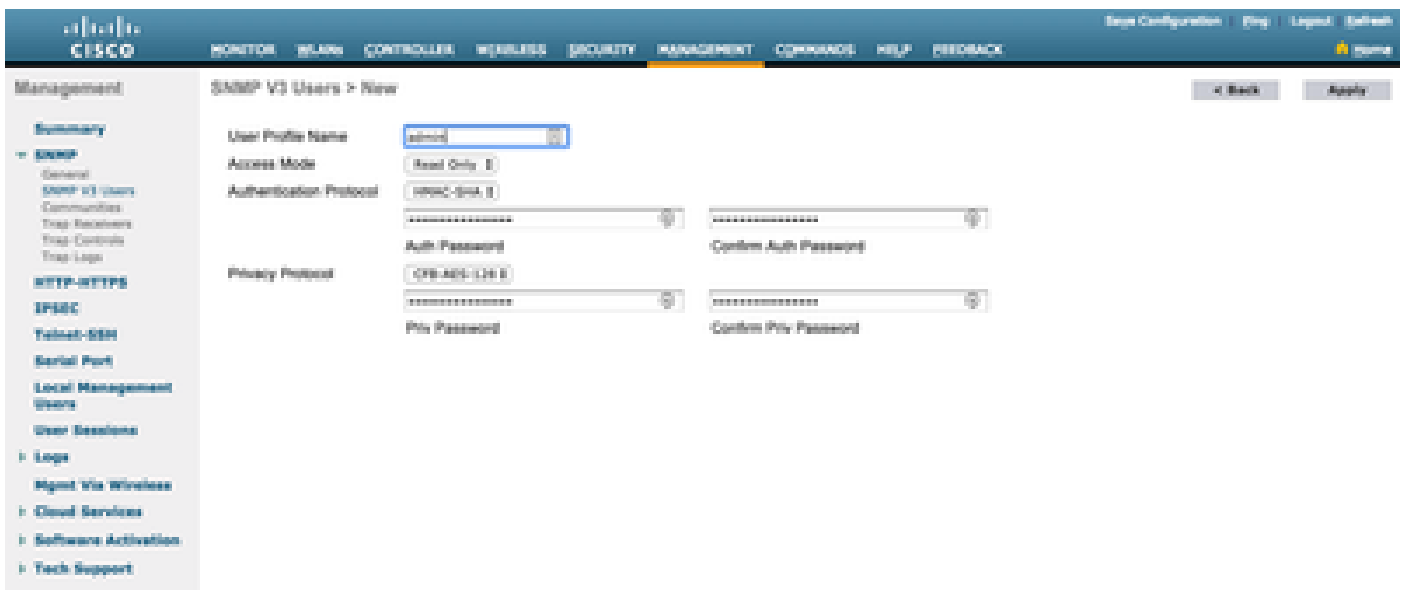 Save Configuration Ping Logout Refresh
CISCO MONITOR WLANs CONTROLLER WIRELESS SECURITY MANAGEMENT COMMANDS HELP FEEDBACK Home
Management
Summary
SNMP
General
SNMP V3 Users
Communities
Trap Receivers
Trap Controls
Trap Logs
HTTP-HTTPS
IPSEC
Telnet-SSH
Serial Port
Local Management
Users
User Sessions
Logs
Mgmt Via Wireless
Cloud Services
Software Activation
Tech Support
SNMP V3 Users > New
< Back Apply
User Profile Name admin
Access Mode Read Only
Authentication Protocol HMAC-SHA
••••••••••••••• •••••••••••••••
Auth Password Confirm Auth Password
Privacy Protocol CFB-AES-128
••••••••••••••• •••••••••••••••
Priv Password Confirm Priv Password